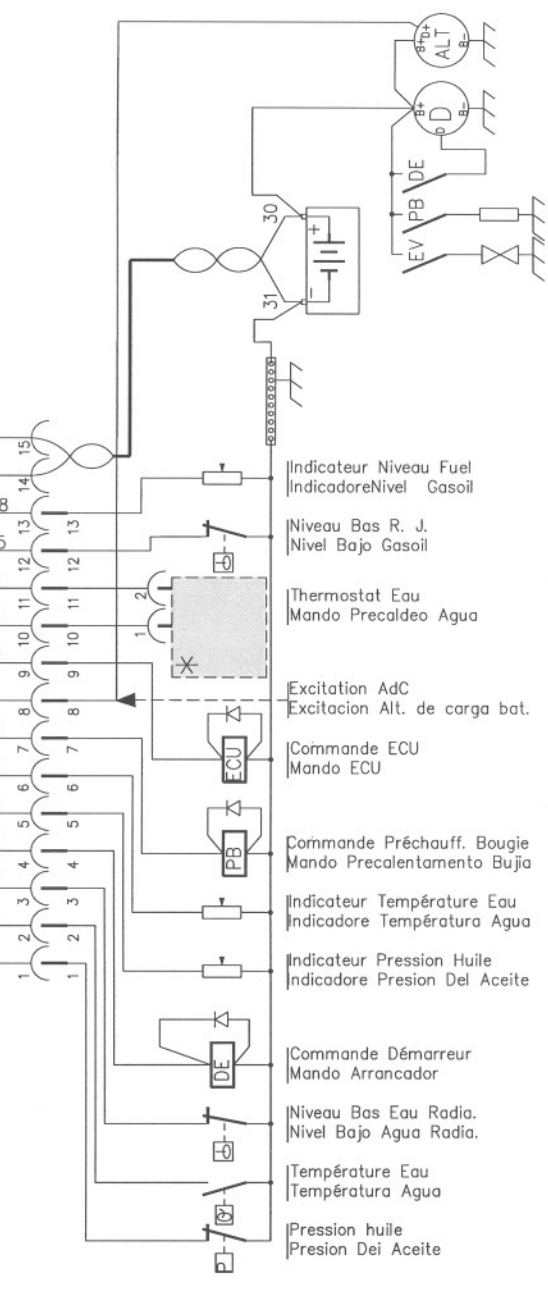 D+
B+
ALT
B-
B+
D
B-
D
DE
PB
EV
30
+
31
-
15
14
13
13
Indicateur Niveau Fuel
IndicadoreNivel Gasoil
12
12
Niveau Bas R. J.
Nivel Bajo Gasoil
11
11
2
Thermostat Eau
Mando Precaldeo Agua
10
10
1
*
9
9
8
8
Excitation AdC
Excitacion Alt. de carga bat.
7
7
ECU
Commande ECU
Mando ECU
6
6
5
5
PB
Commande Préchauff. Bougie
Mando Precalentamento Bujia
4
4
3
3
Indicateur Température Eau
Indicadore Températura Agua
2
2
1
1
Indicateur Pression Huile
Indicadore Presion Del Aceite
DE
Commande Démarreur
Mando Arrancador
Niveau Bas Eau Radia.
Nivel Bajo Agua Radia.
Température Eau
Températura Agua
Pression huile
Presion Dei Aceite
P